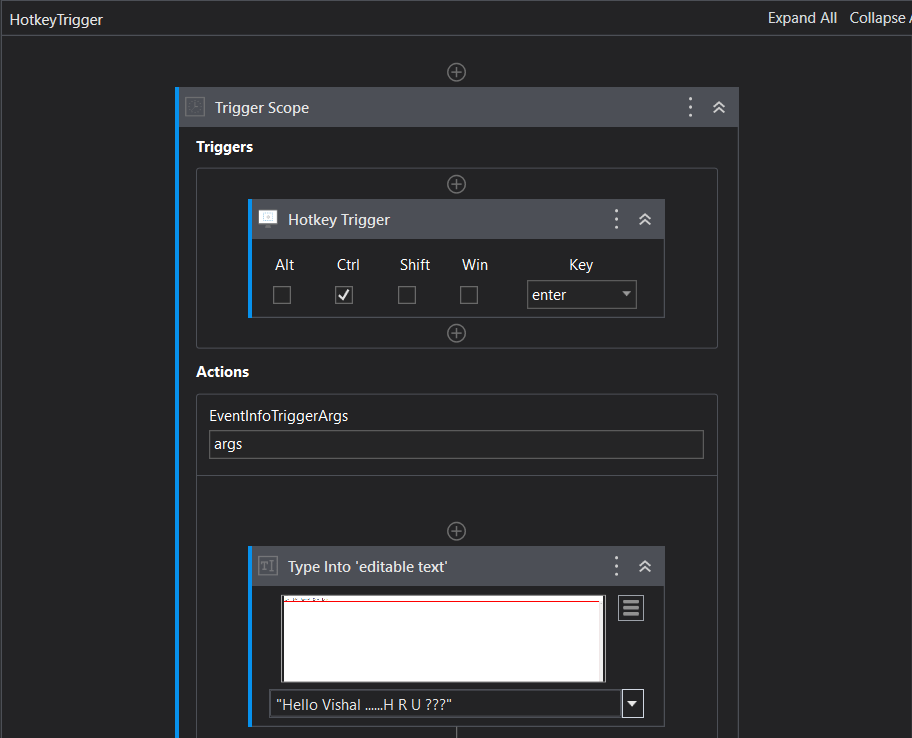 HotkeyTrigger Expand All Collapse
Trigger Scope
Triggers
Hotkey Trigger
Alt Ctrl Shift Win Key
enter
Actions
EventInfoTriggerArgs
args
TI Type Into 'editable text'
"Hello Vishal ......H R U ???"